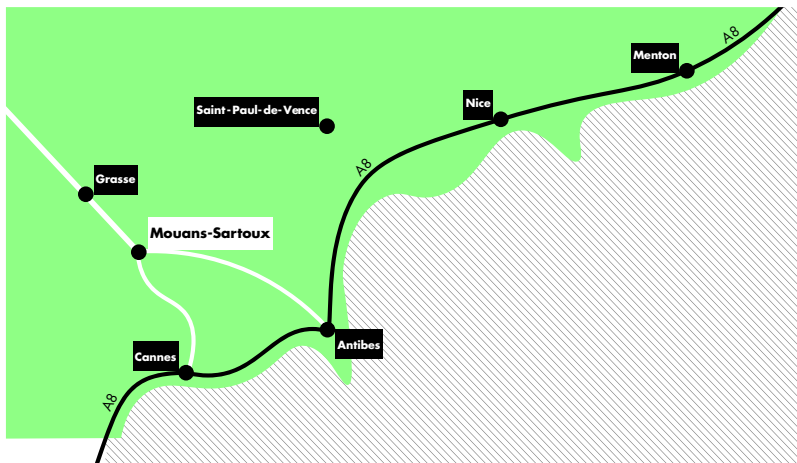 A8
Menton
Nice
Saint-Paul-de-Vence
A8
Grasse
Mouans-Sartoux
Antibes
Cannes
A8